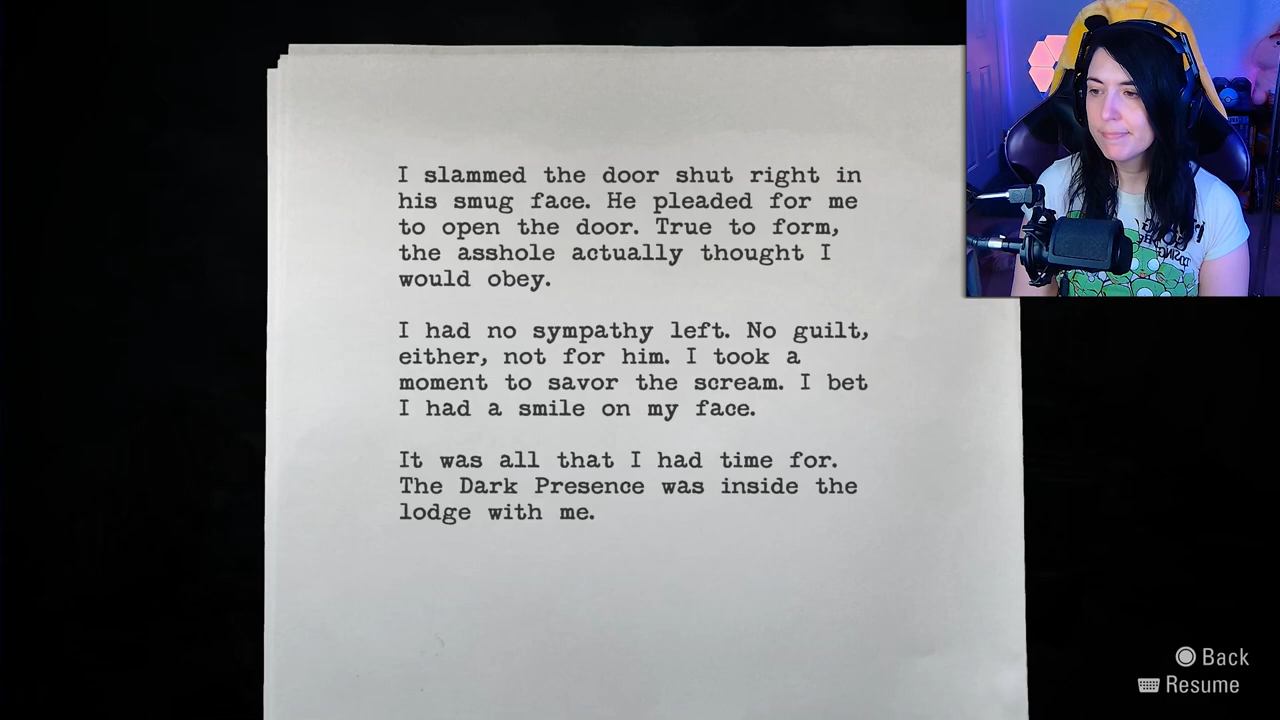 I slammed the door shut right in
his smug face. He pleaded for me
to open the door. True to form,
the asshole actually thought I
would obey.
I had no sympathy left. No guilt,
either, not for him. I took a
moment to savor the scream. I bet
I had a smile on my face.
It was all that I had time for.
The Dark Presence was inside the
lodge with me.
Back
Resume